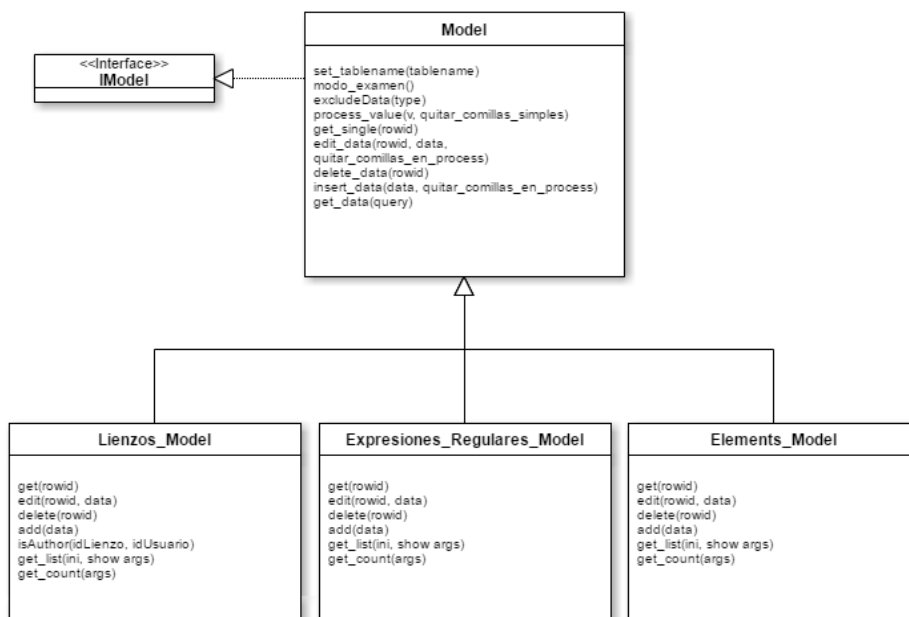 Model
<<Interface>>
IModel
set_tablename(tablename)
modo_examen()
excludeData(type)
process_value(v, quitar_comillas_simples)
get_single(rowid)
edit_data(rowid, data,
quitar_comillas_en_process)
delete_data(rowid)
insert_data(data, quitar_comillas_en_process)
get_data(query)
Lienzos_Model
get(rowid)
edit(rowid, data)
delete(rowid)
add(data)
isAuthor(idLienzo, idUsuario)
get_list(ini, show args)
get_count(args)
Expresiones_Regulares_Model
get(rowid)
edit(rowid, data)
delete(rowid)
add(data)
get_list(ini, show args)
get_count(args)
Elements_Model
get(rowid)
edit(rowid, data)
delete(rowid)
add(data)
get_list(ini, show args)
get_count(args)